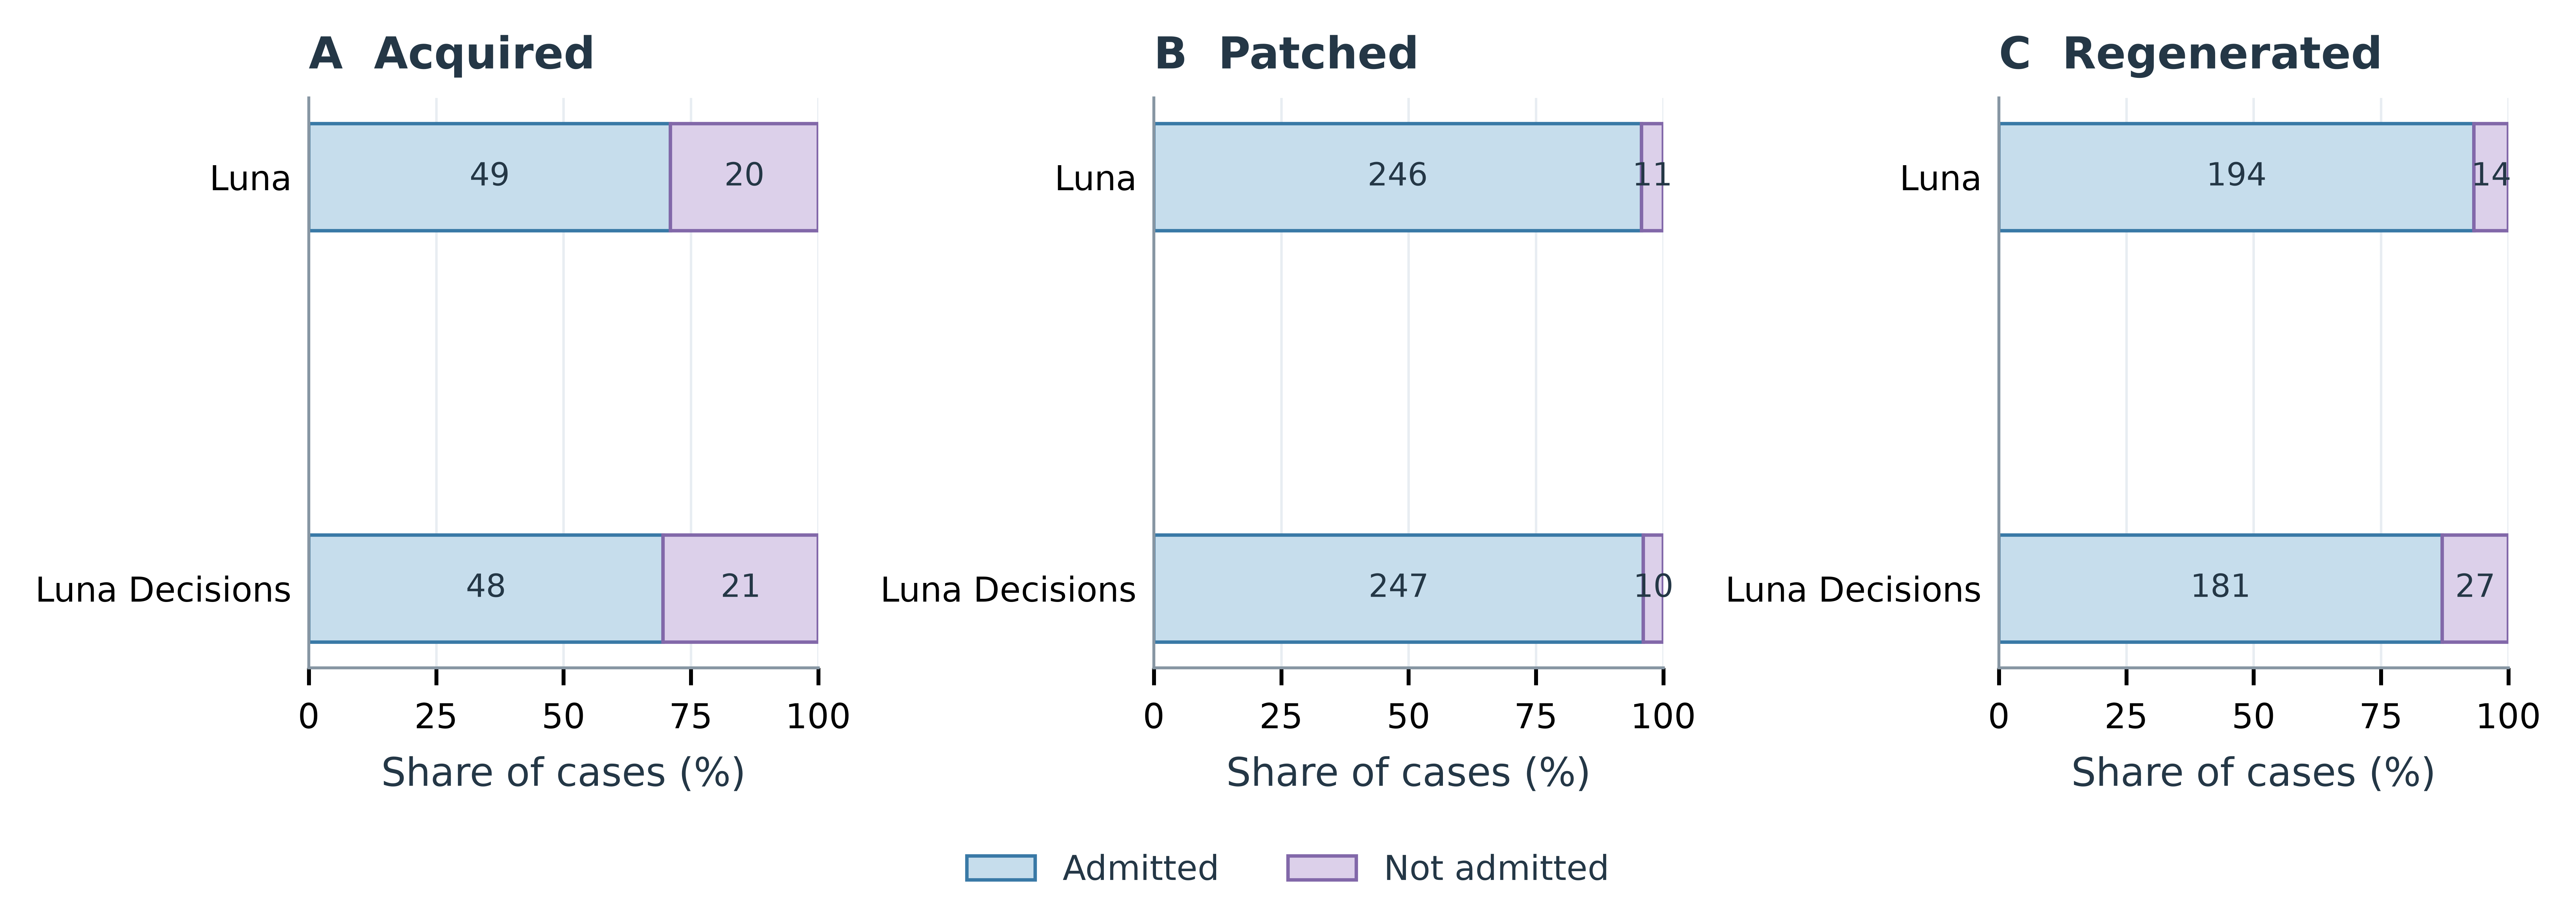 A  Acquired
Luna
49
20
Luna Decisions
48
21
0
25
50
75
100
Share of cases (%)
B  Patched
Luna
246
11
Luna Decisions
247
10
0
25
50
75
100
Share of cases (%)
C  Regenerated
Luna
194
14
Luna Decisions
181
27
0
25
50
75
100
Share of cases (%)
Admitted
Not admitted